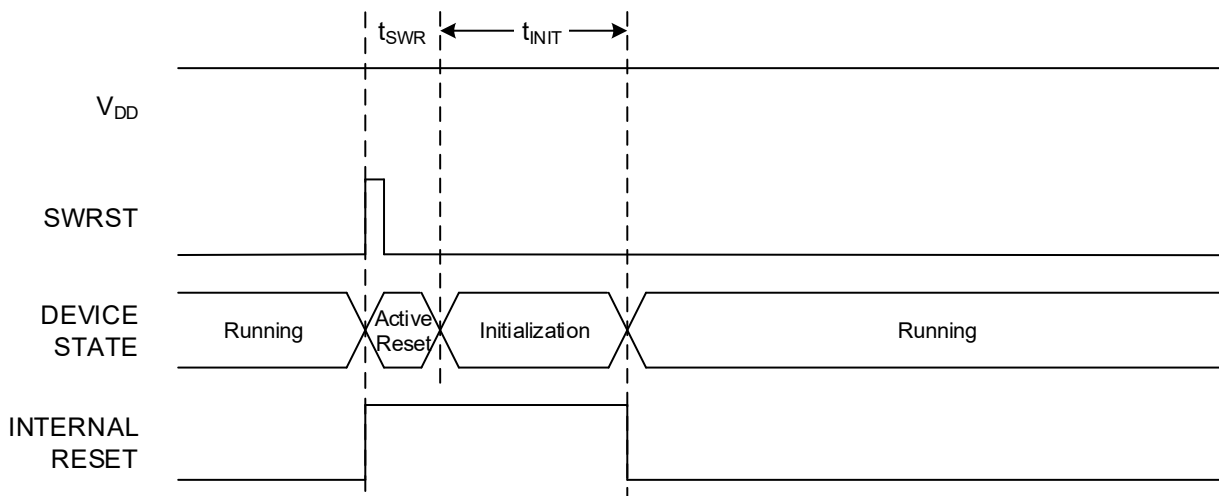 tSWR
tINIT
VDD
SWRST
DEVICE
STATE
Running
Active
Reset
Initialization
Running
INTERNAL
RESET